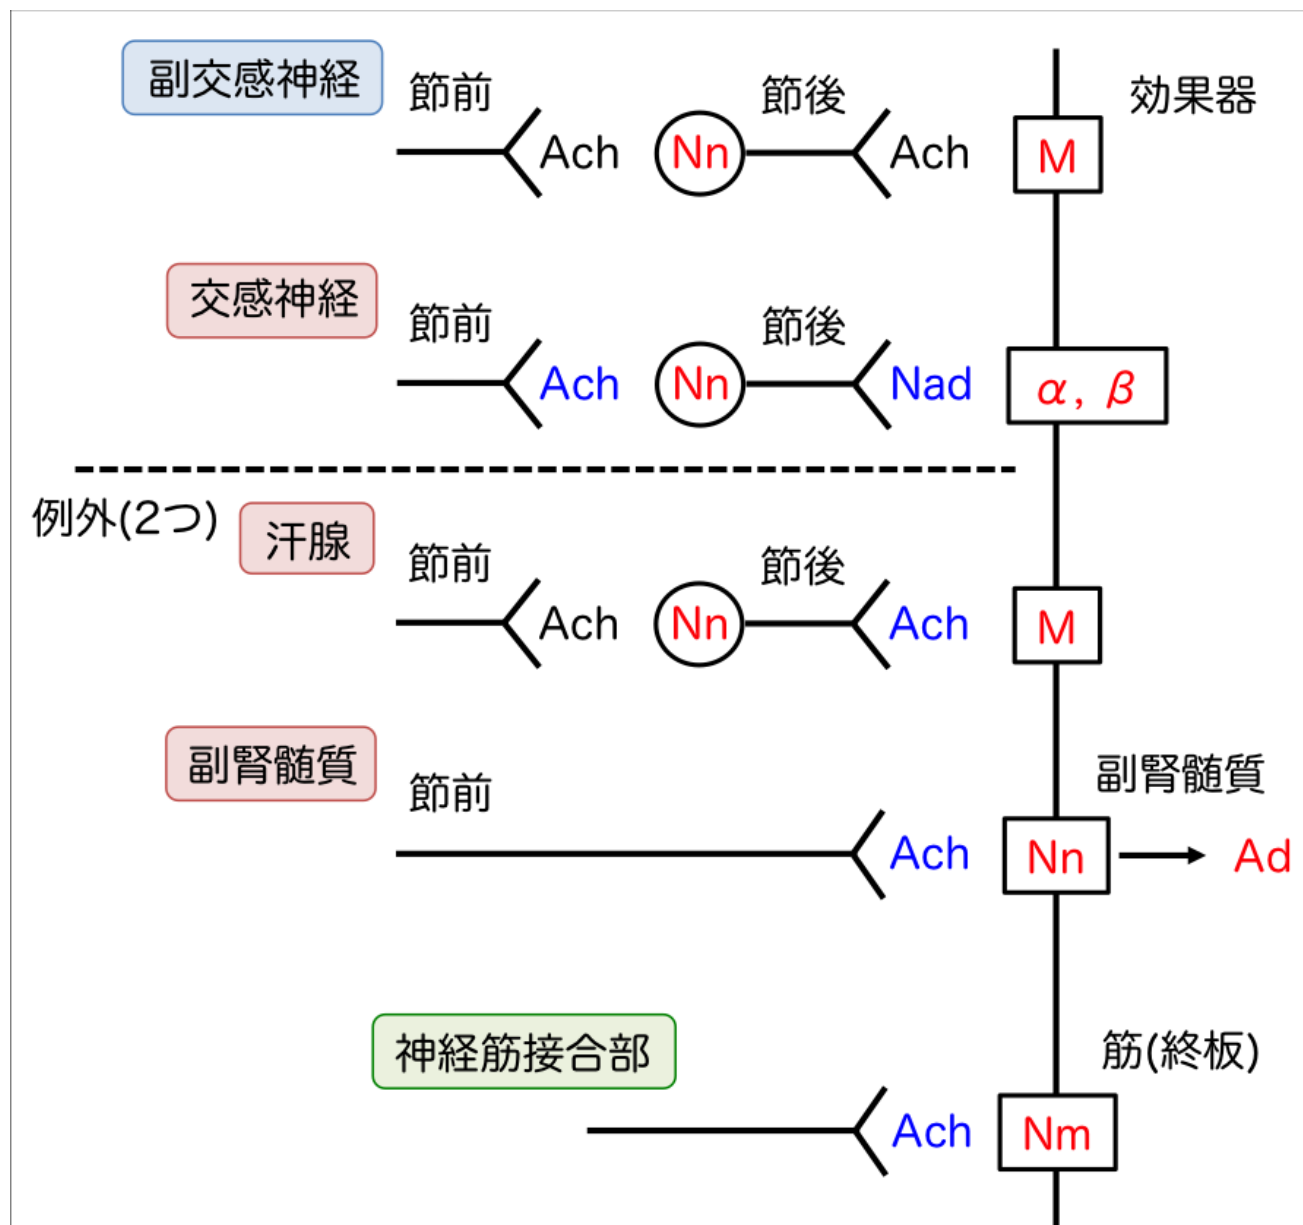 副交感神経
節前
Ach
Nn
節後
Ach
M
効果器
交感神経
節前
Ach
Nn
節後
Nad
α, β
例外(2つ)
汗腺
節前
Ach
Nn
節後
Ach
M
副腎髄質
節前
Ach
Nn
副腎髄質
Ad
神経筋接合部
Ach
Nm
筋(終板)